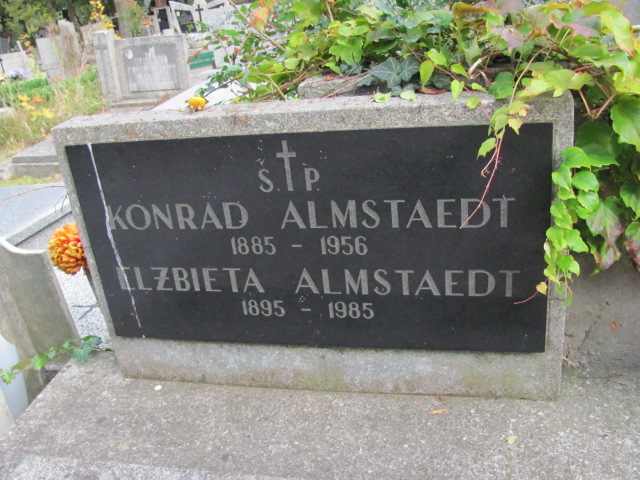 Ś.†P.
KONRAD ALMSTAEDT
1885 - 1956
ELŻBIETA ALMSTAEDT
1895 - 1985